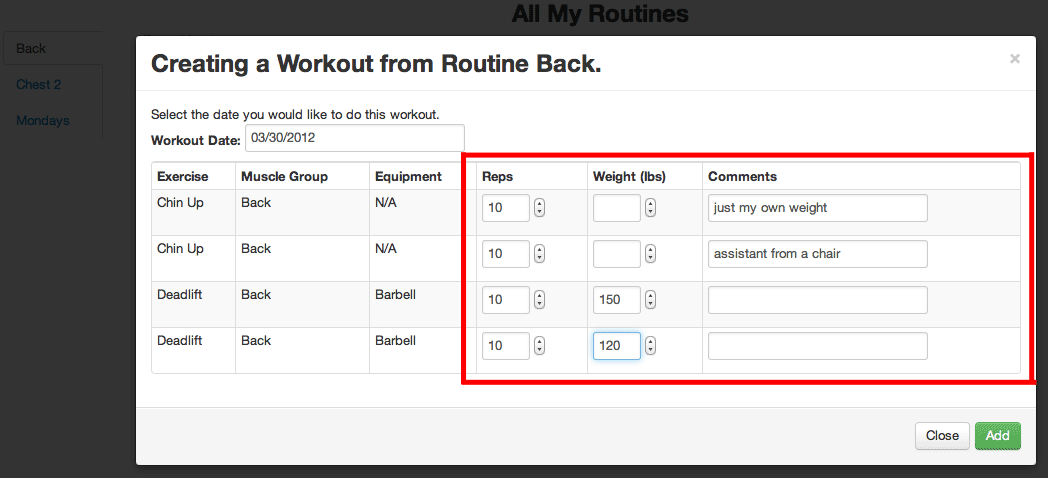 All My Routines
Back
Chest 2
Mondays
Creating a Workout from Routine Back. ×
Select the date you would like to do this workout.
Workout Date: 03/30/2012
Exercise Muscle Group Equipment Reps Weight (lbs) Comments
Chin Up Back N/A 10 just my own weight
Chin Up Back N/A 10 assistant from a chair
Deadlift Back Barbell 10 150
Deadlift Back Barbell 10 120
Close Add